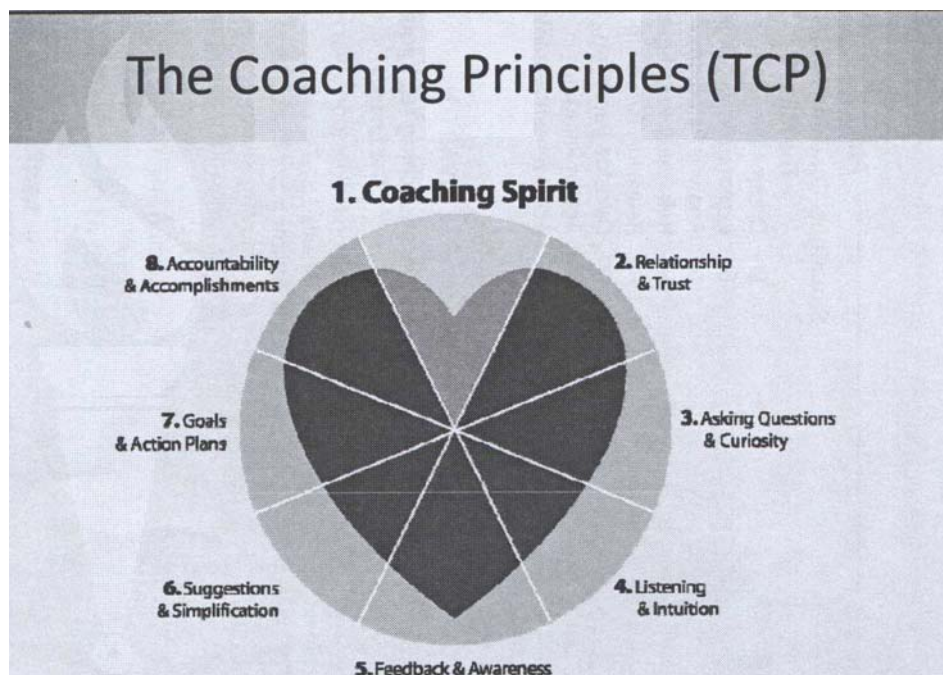 The Coaching Principles (TCP)
1. Coaching Spirit
2. Relationship
& Trust
3. Asking Questions
& Curiosity
4. Listening
& Intuition
5. Feedback & Awareness
6. Suggestions
& Simplification
7. Goals
& Action Plans
8. Accountability
& Accomplishments